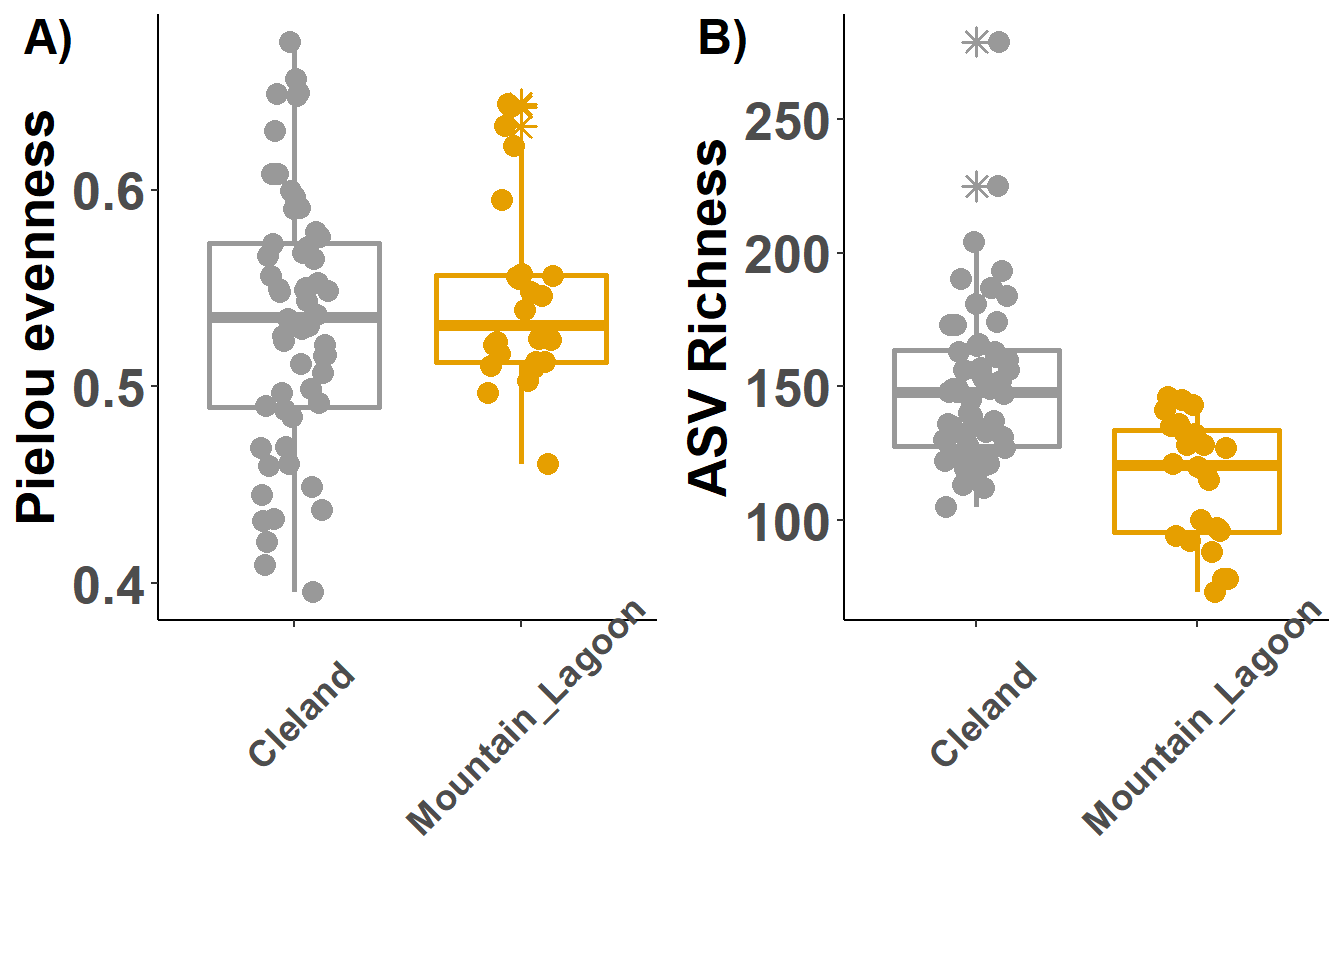 A)
Pielou evenness
0.6
0.5
0.4
Cleland
Mountain_Lagoon
B)
ASV Richness
250
200
150
100
Cleland
Mountain_Lagoon